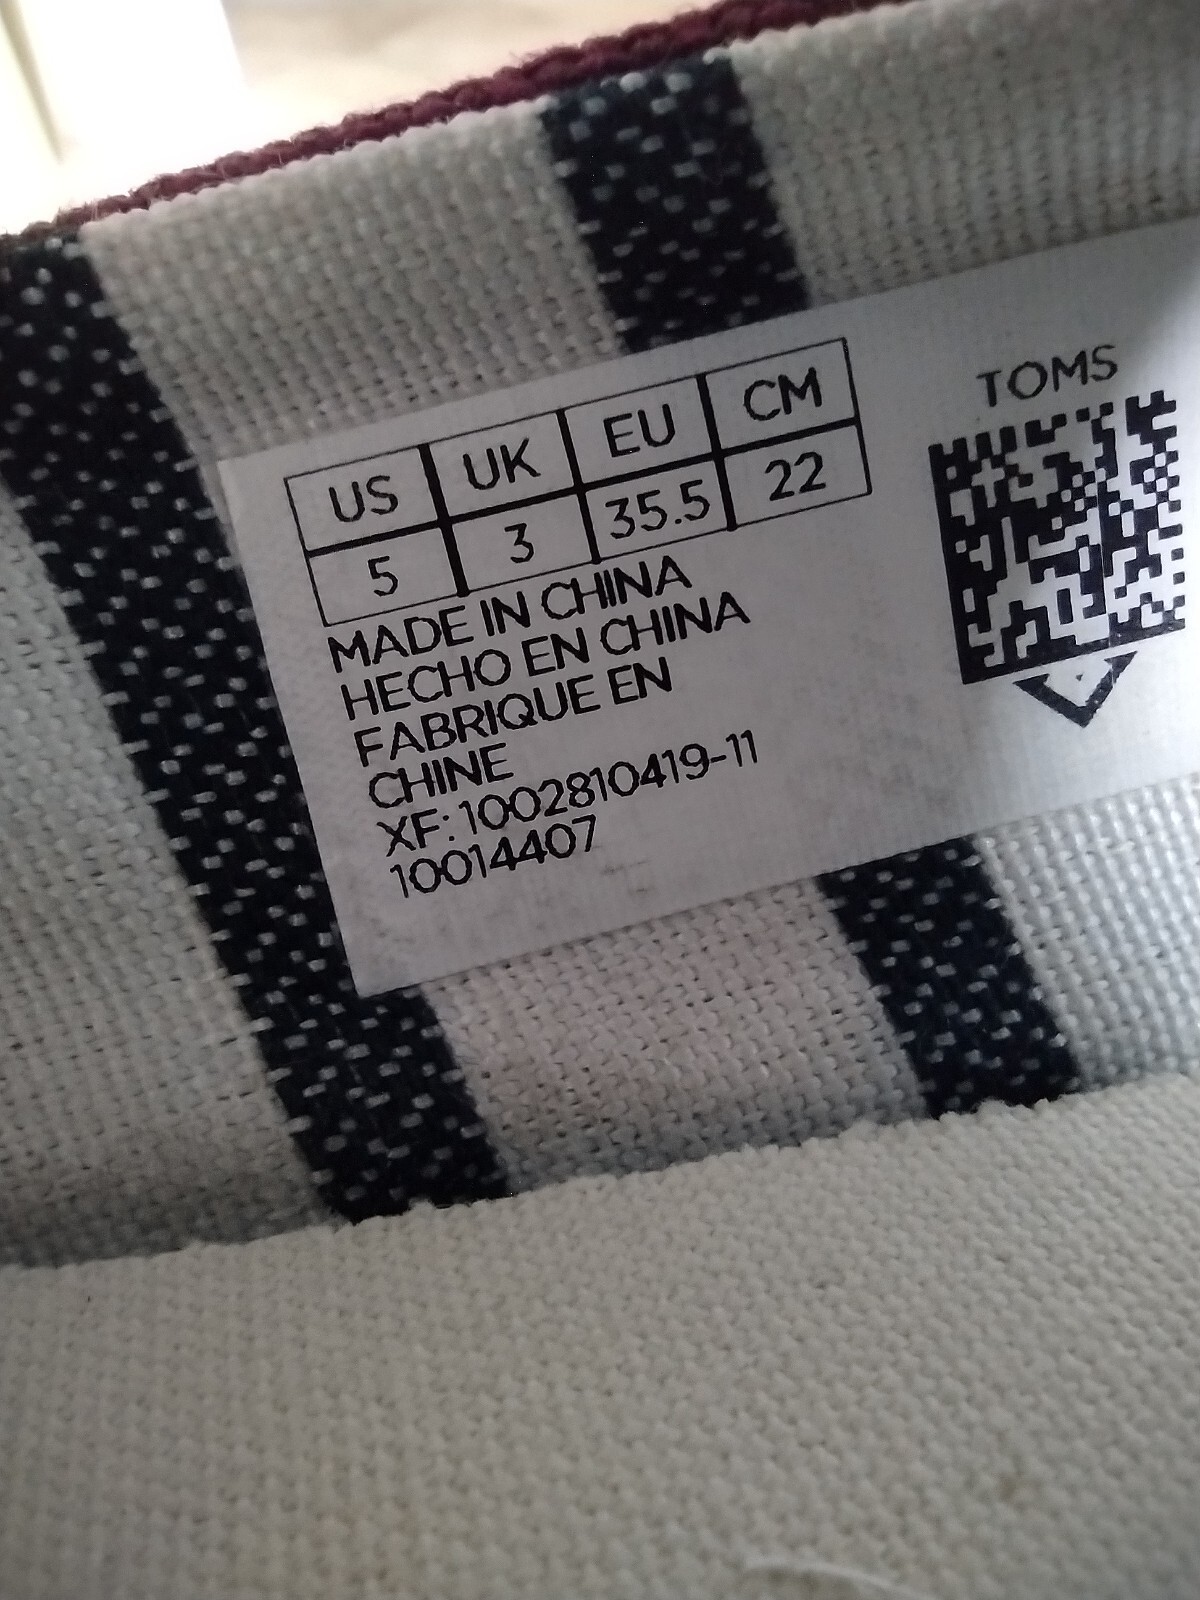 US UK EU CM
5 3 35.5 22
MADE IN CHINA
HECHO EN CHINA
FABRIQUE EN
CHINE
XF: 1002810419-11
10014407
TOMS